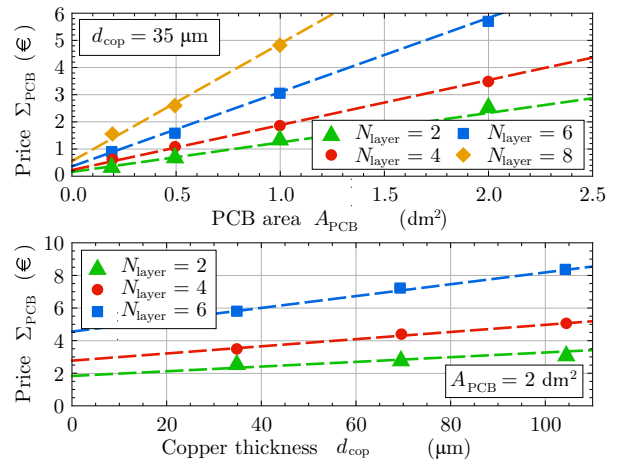 6
5
4
3
2
1
0
Price Σ_PCB (€)
d_cop = 35 μm
N_layer = 2
N_layer = 4
N_layer = 6
N_layer = 8
0.0 0.5 1.0 1.5 2.0 2.5
PCB area A_PCB (dm²)
10
8
6
4
2
0
Price Σ_PCB (€)
N_layer = 2
N_layer = 4
N_layer = 6
A_PCB = 2 dm²
0 20 40 60 80 100
Copper thickness d_cop (μm)